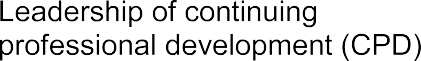 Leadership of continuing
professional development (CPD)